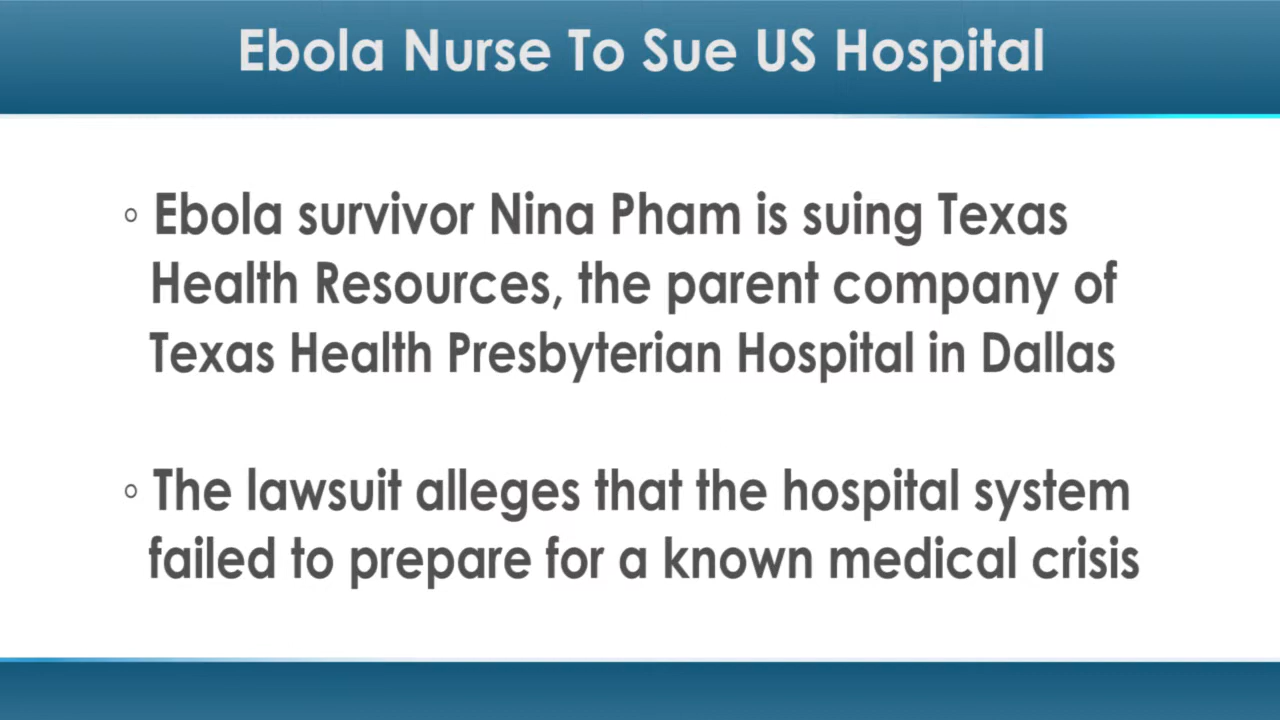 Ebola Nurse To Sue US Hospital
◦ Ebola survivor Nina Pham is suing Texas
Health Resources, the parent company of
Texas Health Presbyterian Hospital in Dallas
◦ The lawsuit alleges that the hospital system
failed to prepare for a known medical crisis